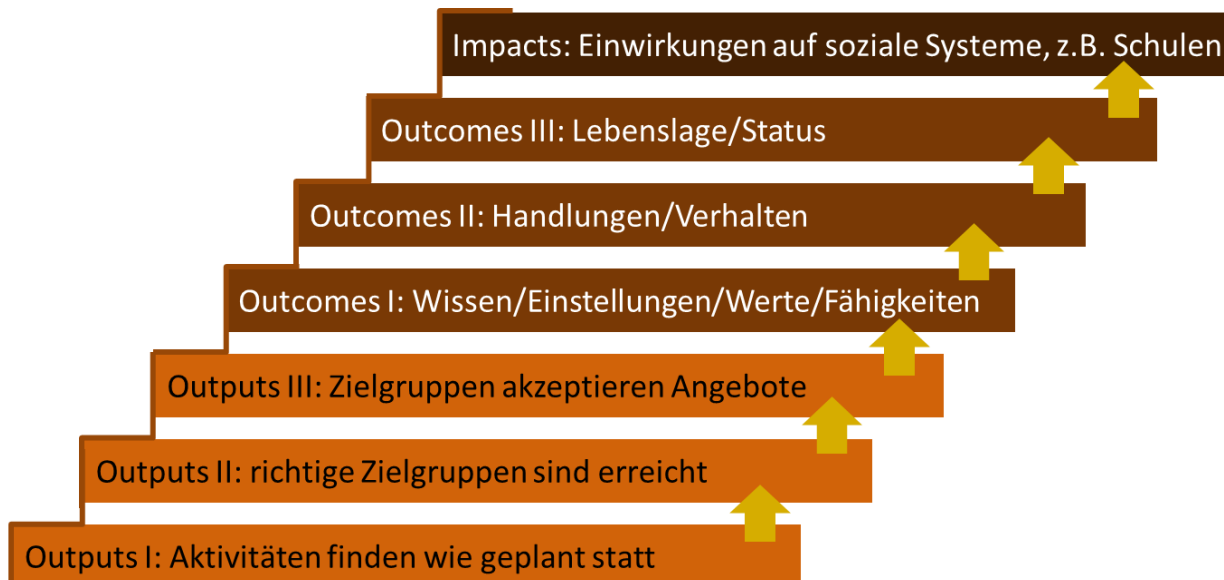 Impacts: Einwirkungen auf soziale Systeme, z.B. Schulen
Outcomes III: Lebenslage/Status
Outcomes II: Handlungen/Verhalten
Outcomes I: Wissen/Einstellungen/Werte/Fähigkeiten
Outputs III: Zielgruppen akzeptieren Angebote
Outputs II: richtige Zielgruppen sind erreicht
Outputs I: Aktivitäten finden wie geplant statt